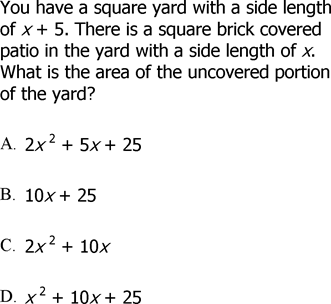 You have a square yard with a side length
of x + 5. There is a square brick covered
patio in the yard with a side length of x.
What is the area of the uncovered portion
of the yard?
A. 2x² + 5x + 25
B. 10x + 25
C. 2x² + 10x
D. x² + 10x + 25